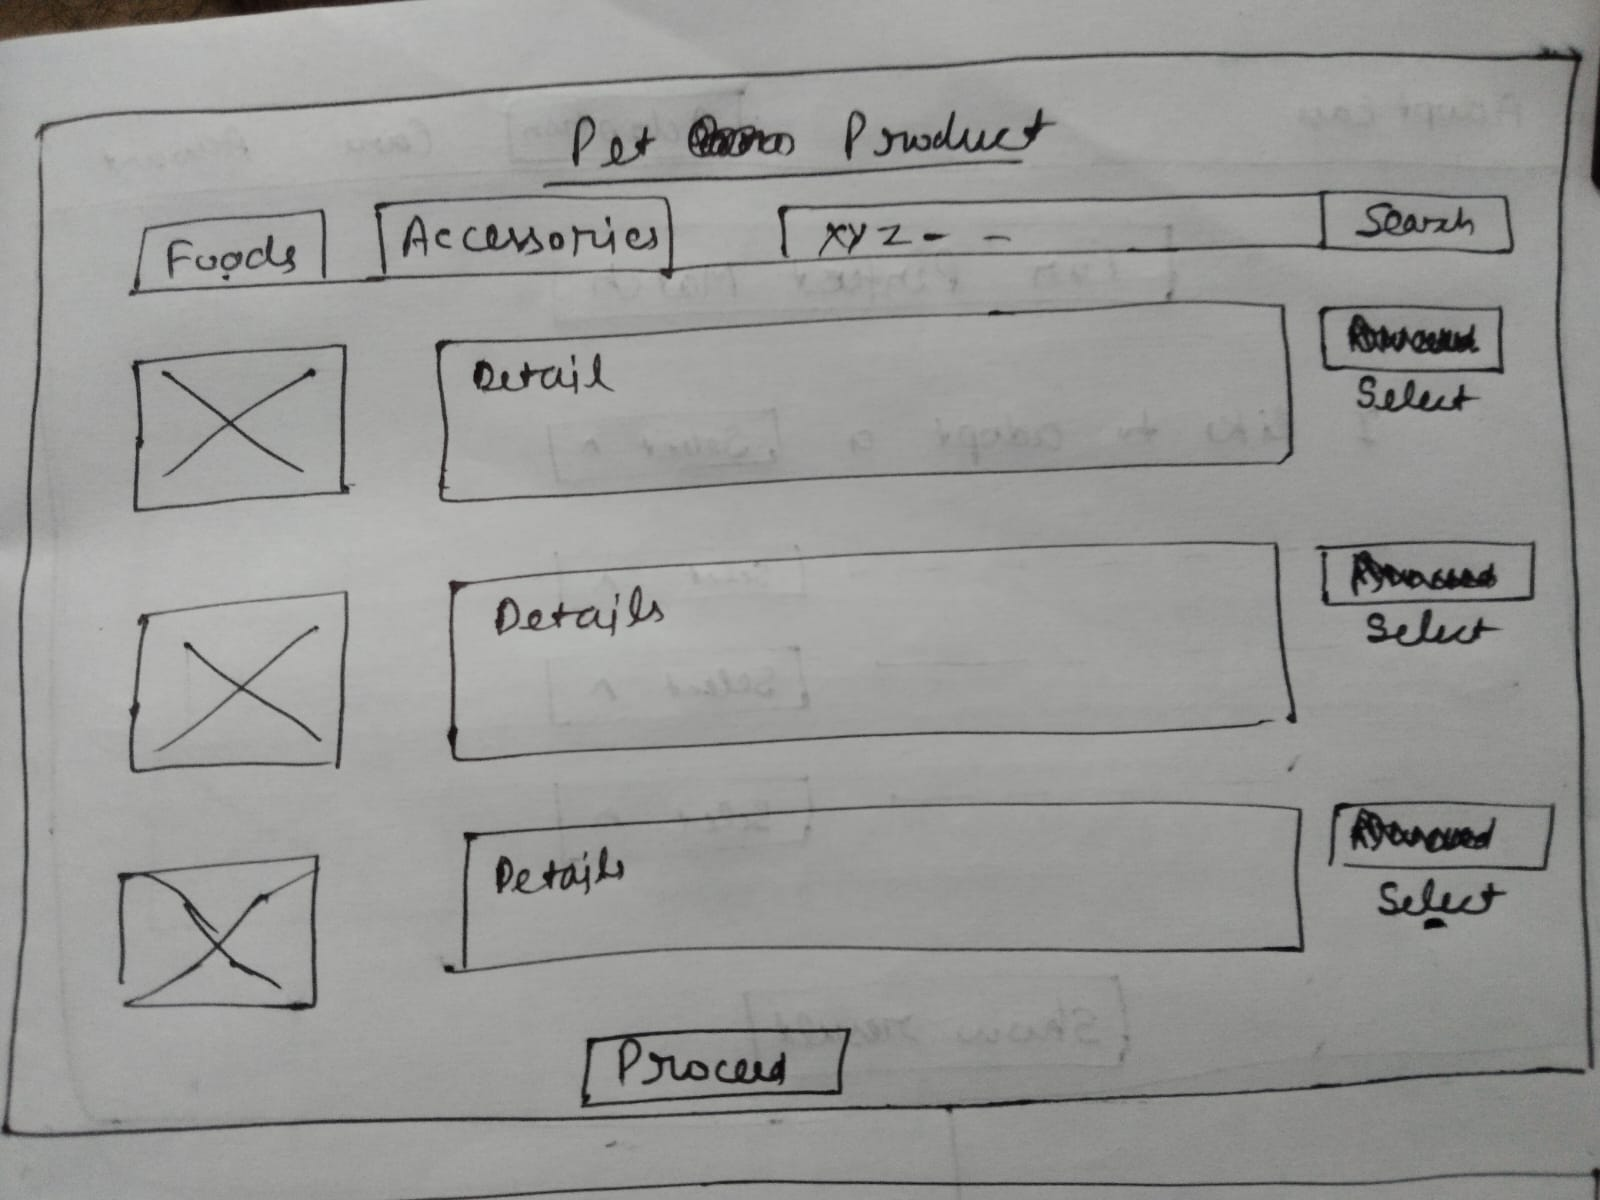 Pet Product
Foods Accessories XYZ - - Search
Detail
Select
Details
Select
Details
Select
Proceed